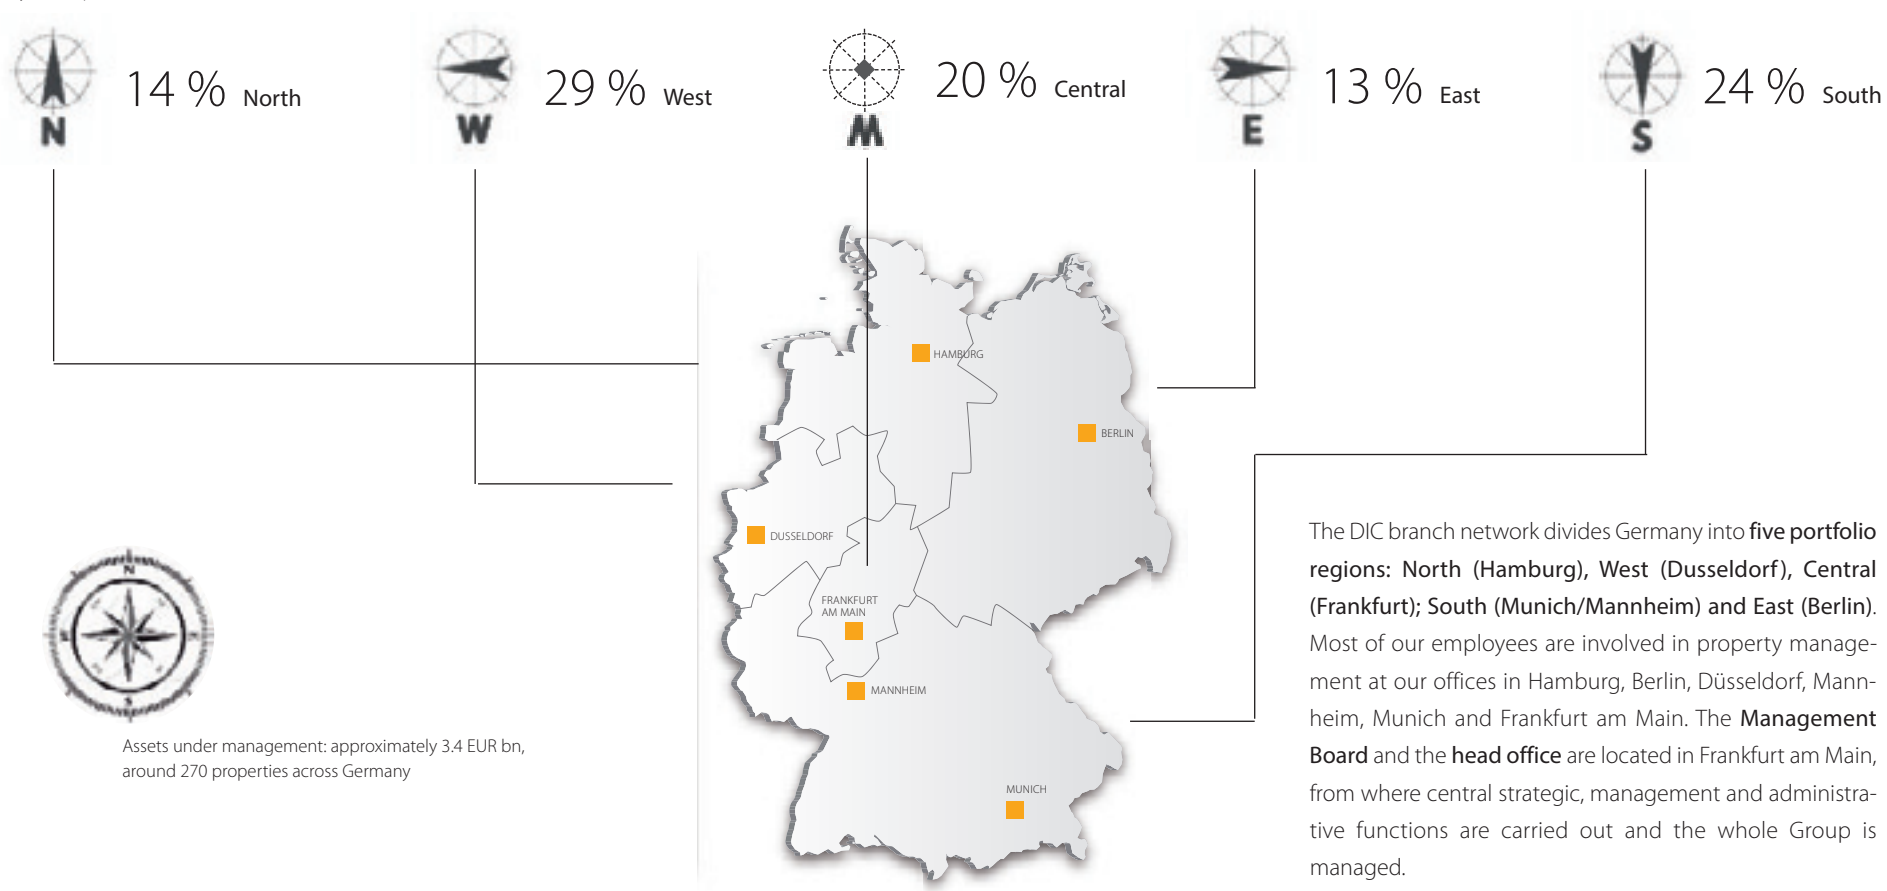 14 % North
29 % West
20 % Central
13 % East
24 % South
N
W
M
E
S
HAMBURG
BERLIN
DUSSELDORF
FRANKFURT
AM MAIN
MANNHEIM
MUNICH
N
S
Assets under management: approximately 3.4 EUR bn,
around 270 properties across Germany
The DIC branch network divides Germany into five portfolio
regions: North (Hamburg), West (Dusseldorf), Central
(Frankfurt); South (Munich/Mannheim) and East (Berlin).
Most of our employees are involved in property manage-
ment at our offices in Hamburg, Berlin, Düsseldorf, Mann-
heim, Munich and Frankfurt am Main. The Management
Board and the head office are located in Frankfurt am Main,
from where central strategic, management and administra-
tive functions are carried out and the whole Group is
managed.